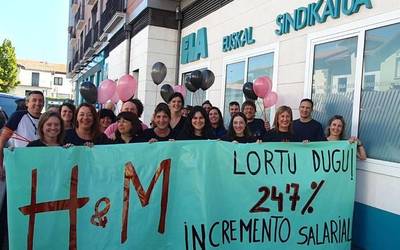 ELA EUSKAL SINDIKATUA
H&M
LORTU DUGU!
24'7%
INCREMENTO SALARIAL